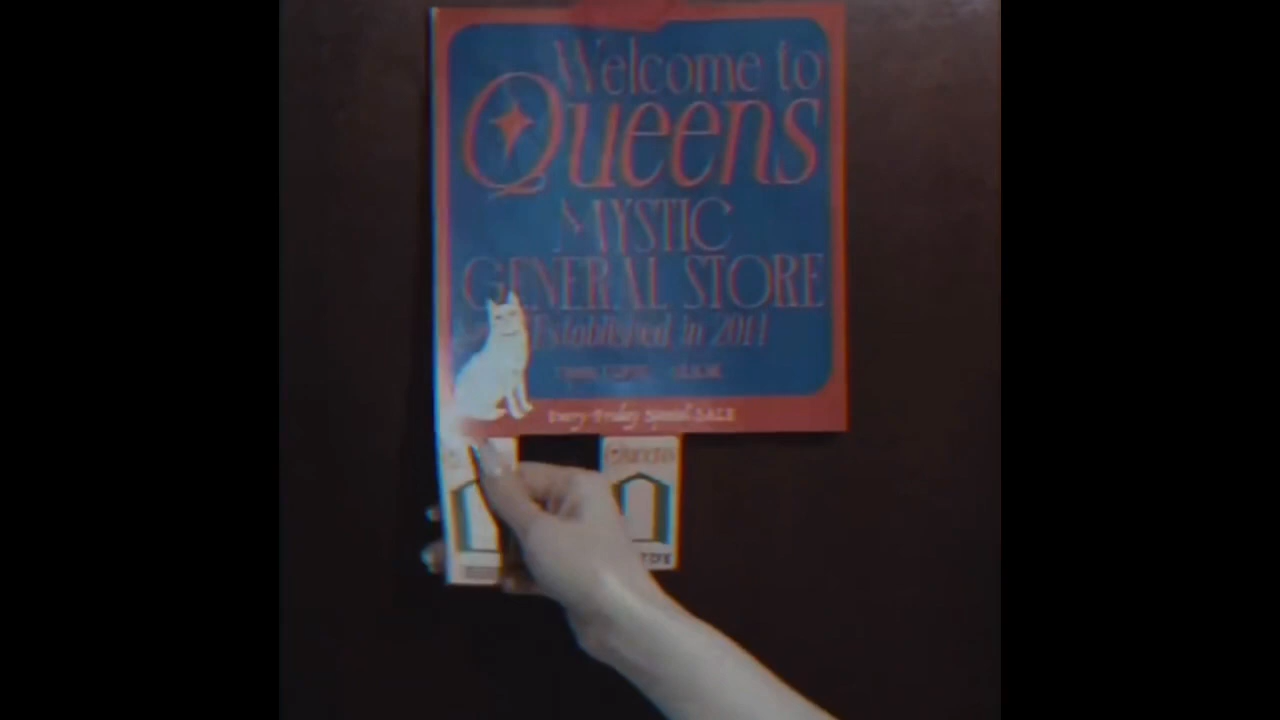 Welcome to
Queens
MYSTIC
GENERAL STORE
Established in 2011
Every Friday Special SALE